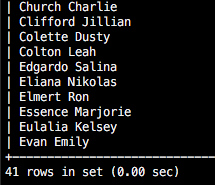 | Church Charlie
| Clifford Jillian
| Colette Dusty
| Colton Leah
| Edgardo Salina
| Eliana Nikolas
| Elmert Ron
| Essence Marjorie
| Eulalia Kelsey
| Evan Emily
+-----------------------------
41 rows in set (0.00 sec)